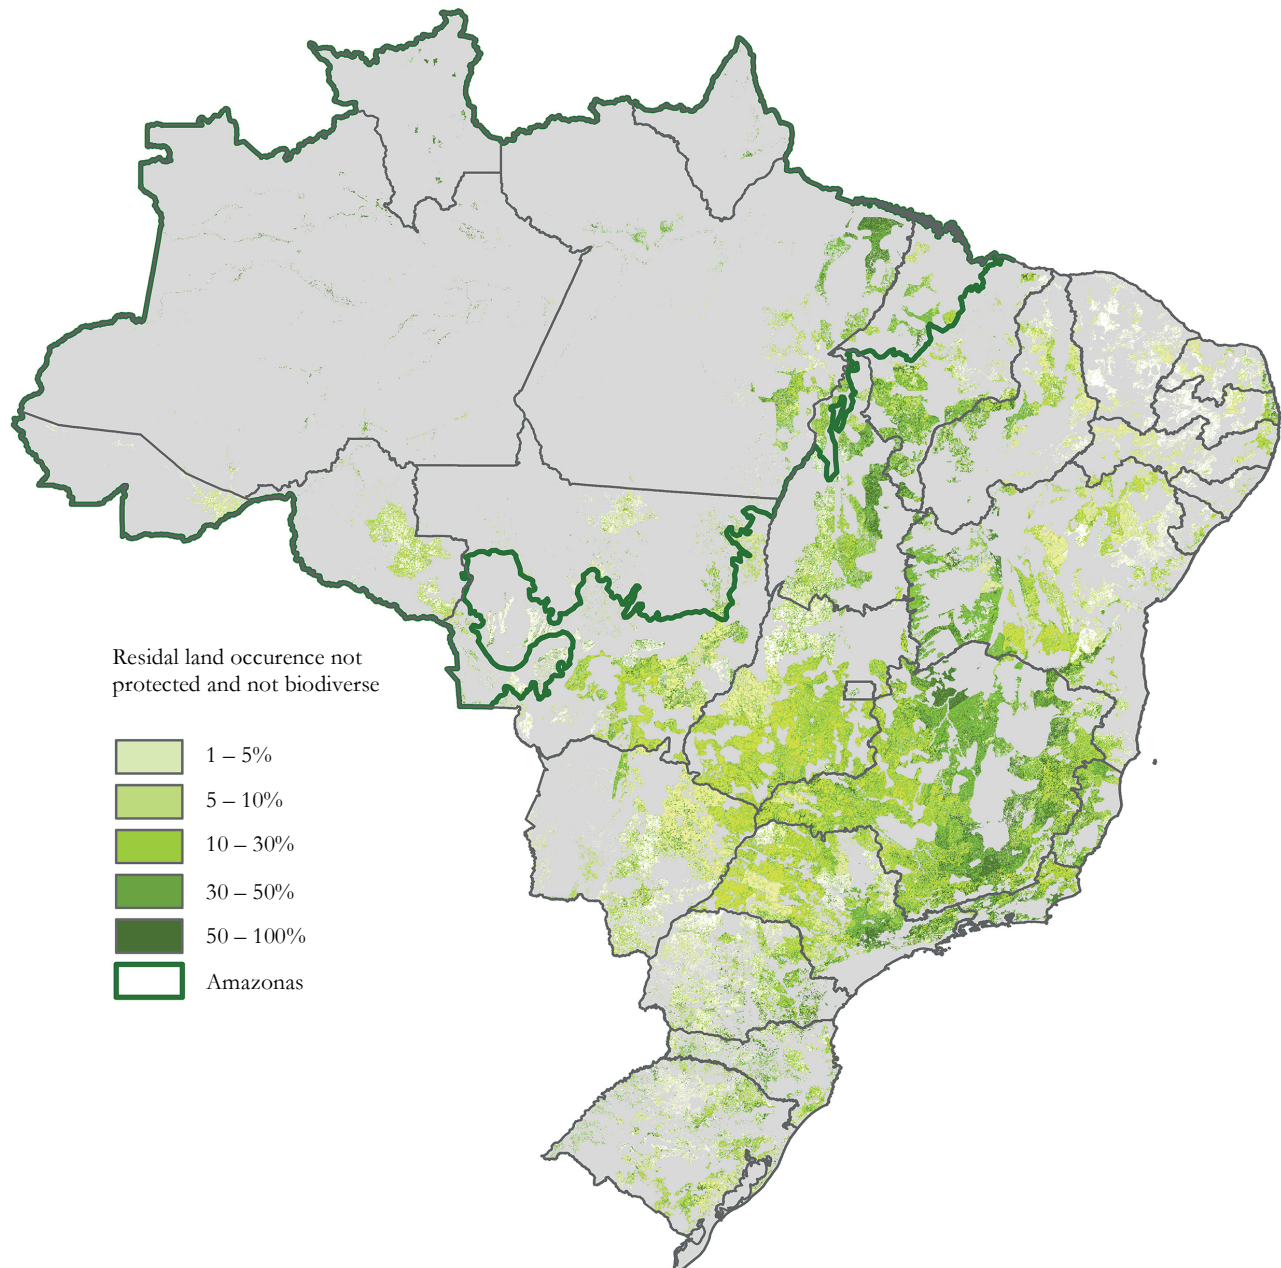 Residal land occurence not
protected and not biodiverse
1 – 5%
5 – 10%
10 – 30%
30 – 50%
50 – 100%
Amazonas